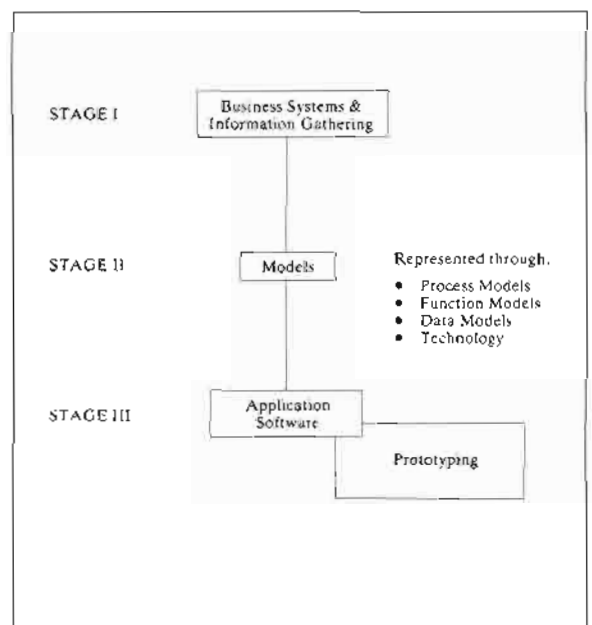 STAGE I
Business Systems &
Information Gathering
STAGE II
Models
Represented through.
• Process Models
• Function Models
• Data Models
• Technology
STAGE III
Application
Software
Prototyping